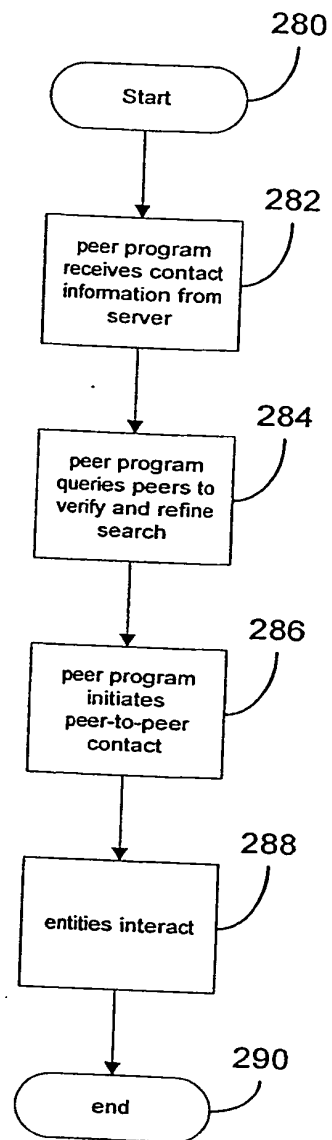 280
Start
282
peer program
receives contact
information from
server
284
peer program
queries peers to
verify and refine
search
286
peer program
initiates
peer-to-peer
contact
288
entities interact
290
end